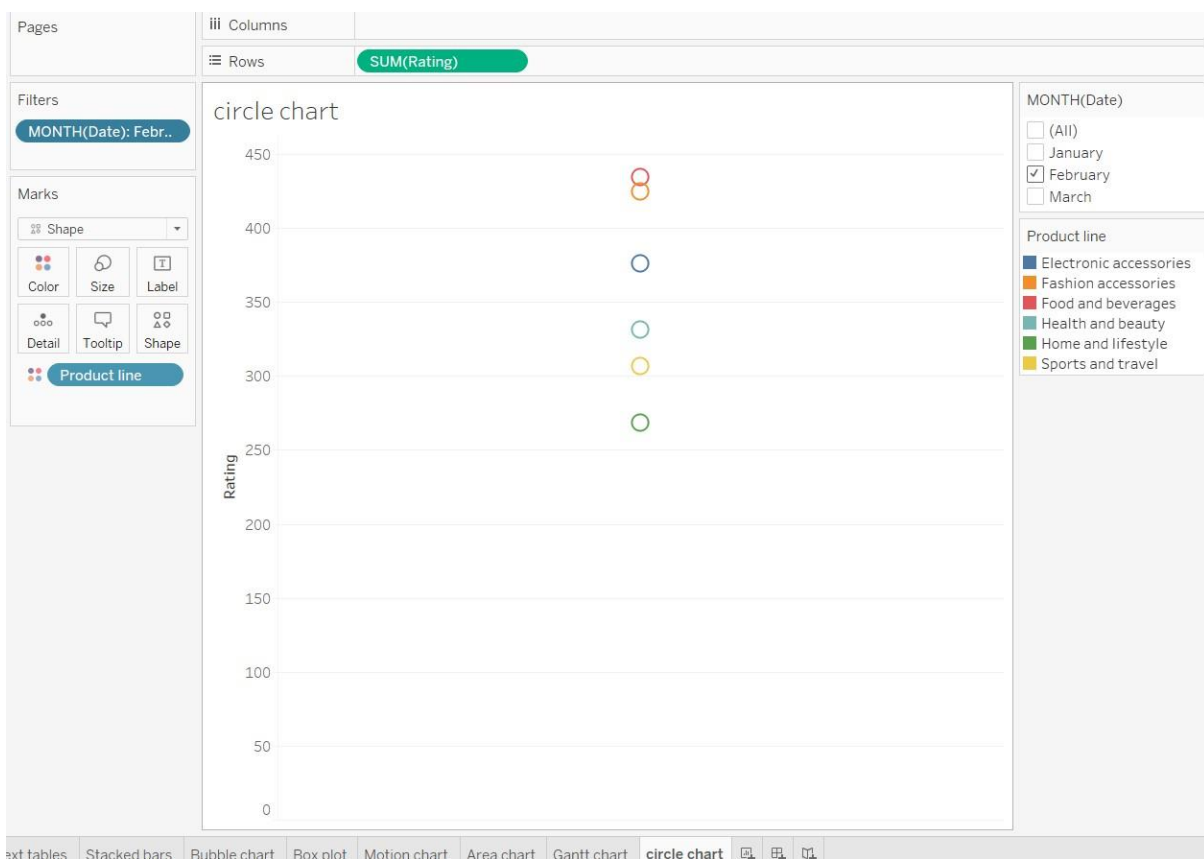 Pages
iii Columns
Rows
SUM(Rating)
Filters
MONTH(Date): Febr..
Marks
Shape
Color
Size
Label
Detail
Tooltip
Shape
Product line
circle chart
450
400
350
300
250
200
150
100
50
0
Rating
MONTH(Date)
(All)
January
February
March
Product line
Electronic accessories
Fashion accessories
Food and beverages
Health and beauty
Home and lifestyle
Sports and travel
ext tables
Stacked bars
Bubble chart
Box plot
Motion chart
Area chart
Gantt chart
circle chart